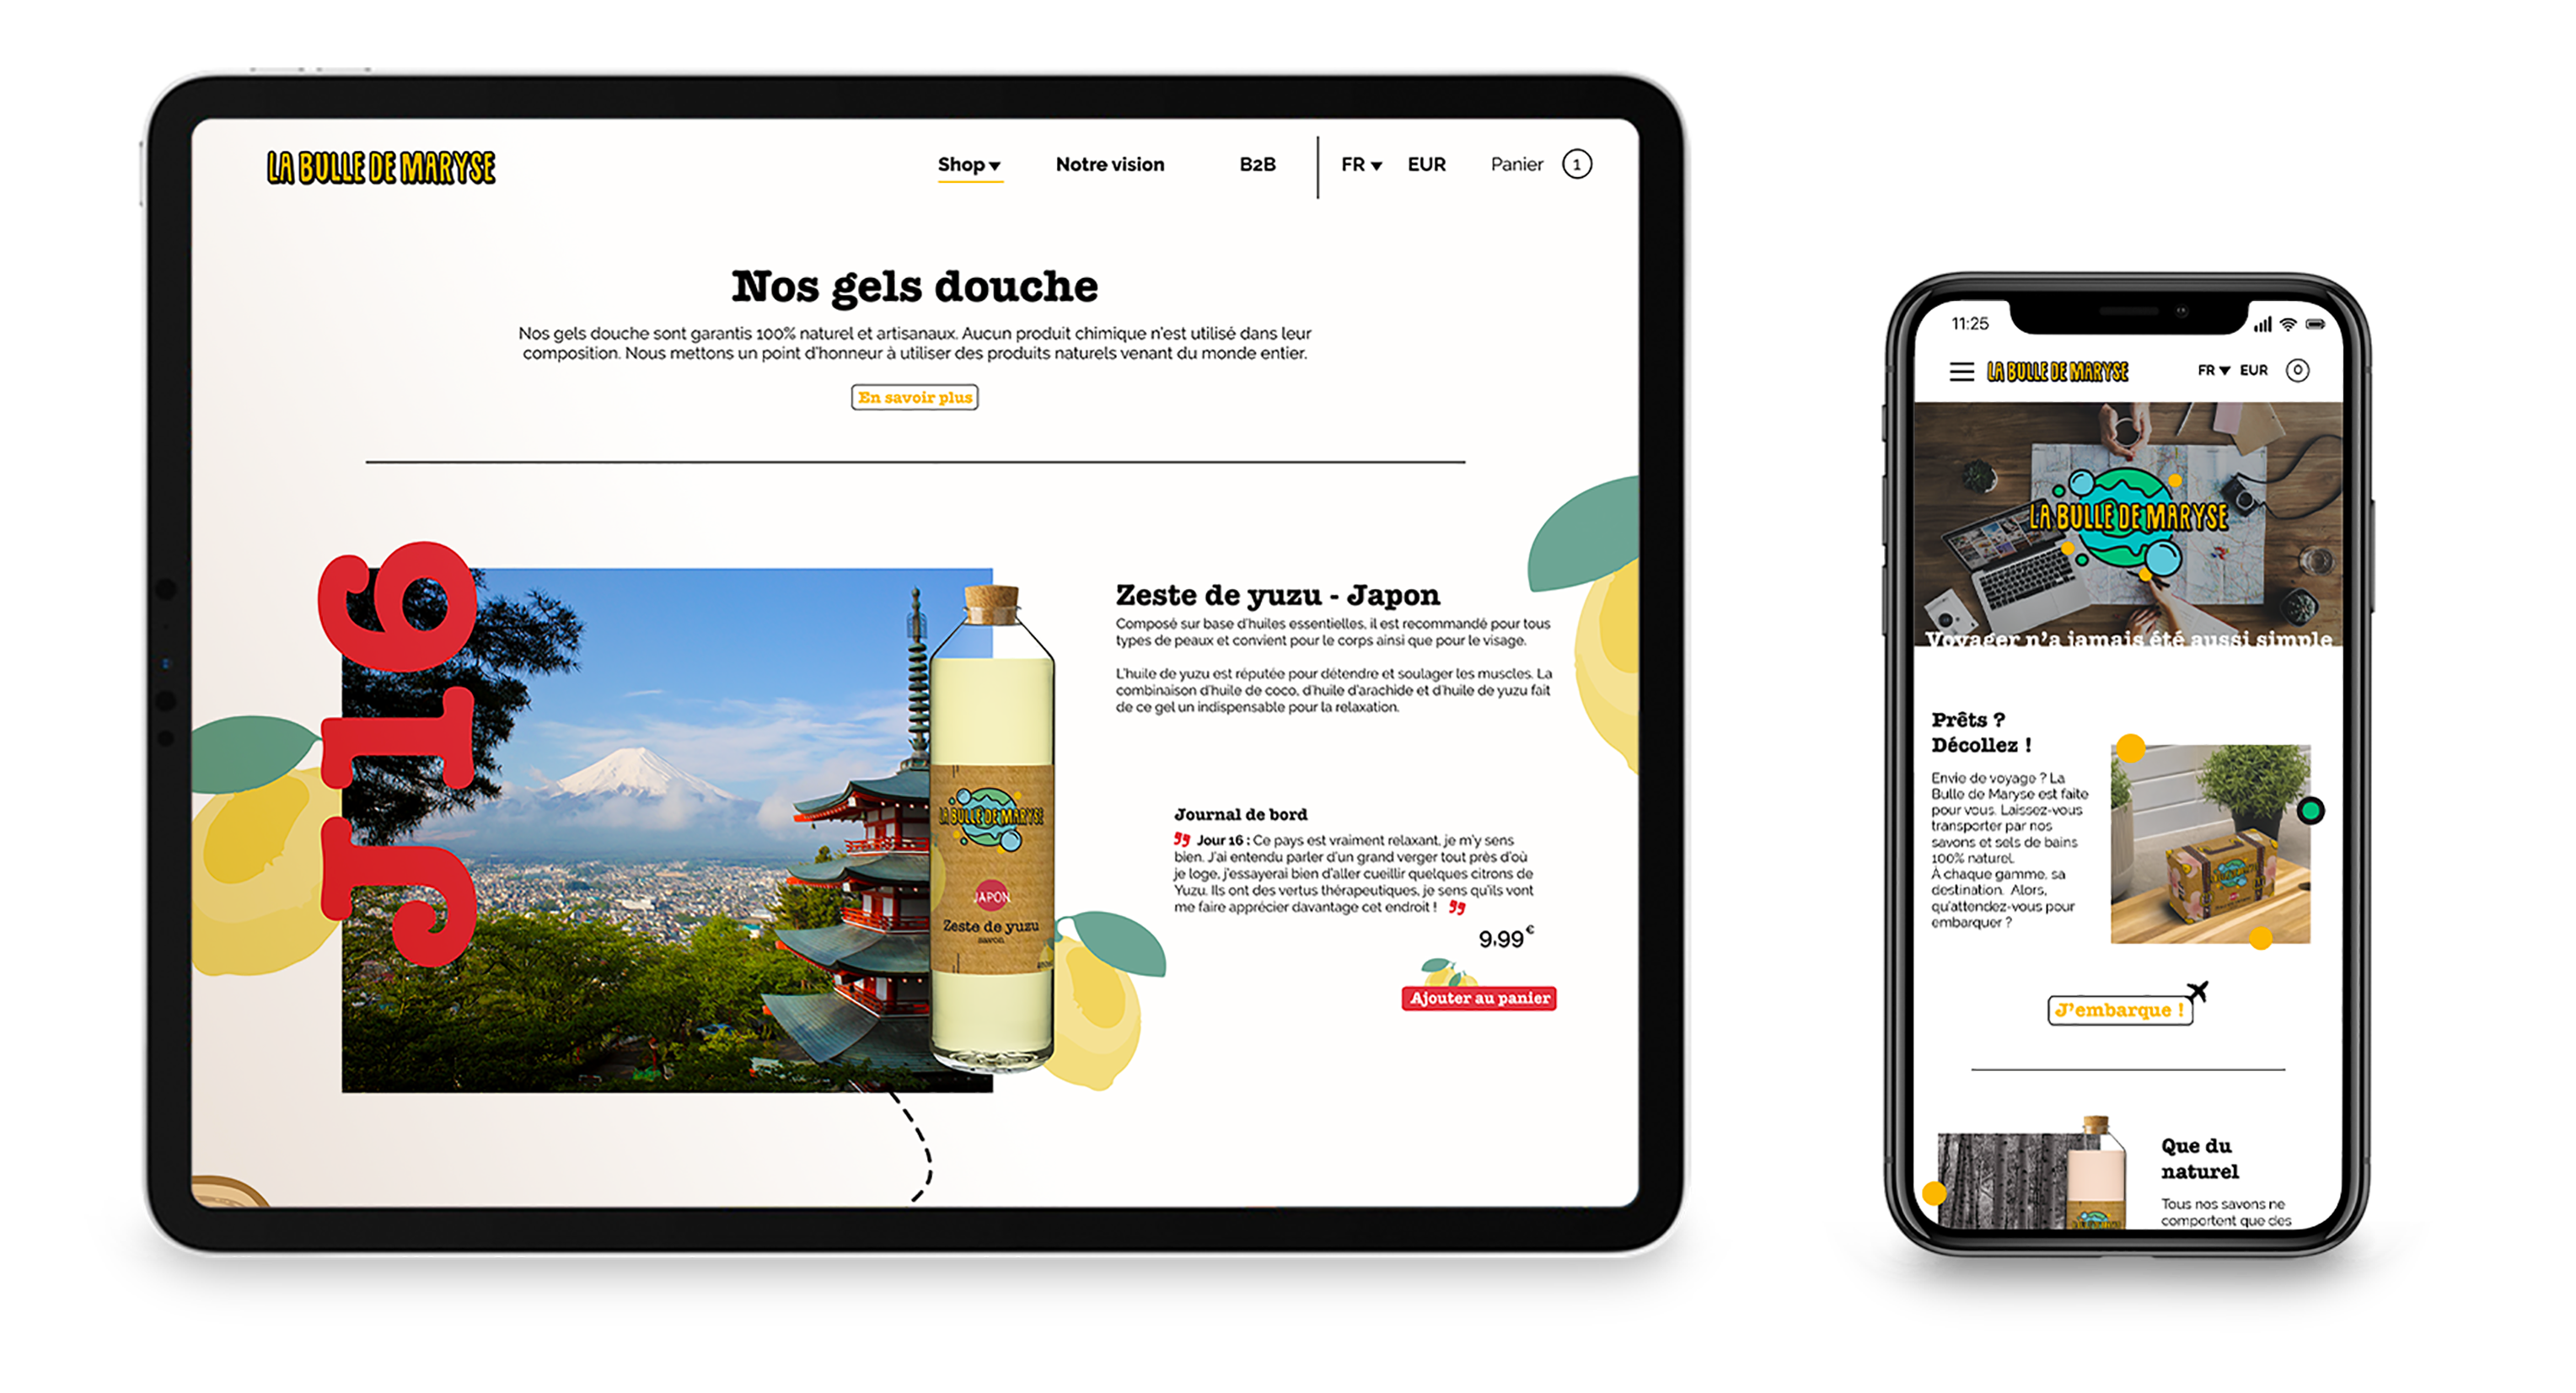 LA BULLE DE MARYSE
Shop
Notre vision
B2B
FR
EUR
Panier
1
Nos gels douche
Nos gels douche sont garantis 100% naturel et artisanaux. Aucun produit chimique n'est utilisé dans leur
composition. Nous mettons un point d'honneur à utiliser des produits naturels venant du monde entier.
En savoir plus
J16
LA BULLE DE MARYSE
JAPON
Zeste de yuzu
savon
Zeste de yuzu - Japon
Composé sur base d'huiles essentielles, il est recommandé pour tous
types de peaux et convient pour le corps ainsi que pour le visage.
L'huile de yuzu est réputée pour détendre et soulager les muscles. La
combinaison d'huile de coco, d'huile d'arachide et d'huile de yuzu fait
de ce gel un indispensable pour la relaxation.
Journal de bord
Jour 16 : Ce pays est vraiment relaxant, je m'y sens
bien. J'ai entendu parler d'un grand verger tout près d'où
je loge, j'essayerai bien d'aller cueillir quelques citrons de
Yuzu. Ils ont des vertus thérapeutiques, je sens qu'ils vont
me faire apprécier davantage cet endroit !
9,99€
Ajouter au panier
11:25
LA BULLE DE MARYSE
FR
EUR
0
LA BULLE DE MARYSE
Voyager n'a jamais été aussi simple
Prêts ?
Décollez !
Envie de voyage ? La
Bulle de Maryse est faite
pour vous. Laissez-vous
transporter par nos
savons et sels de bains
100% naturel.
À chaque gamme, sa
destination. Alors,
qu'attendez-vous pour
embarquer ?
J'embarque !
Que du
naturel
Tous nos savons ne
comportent que des